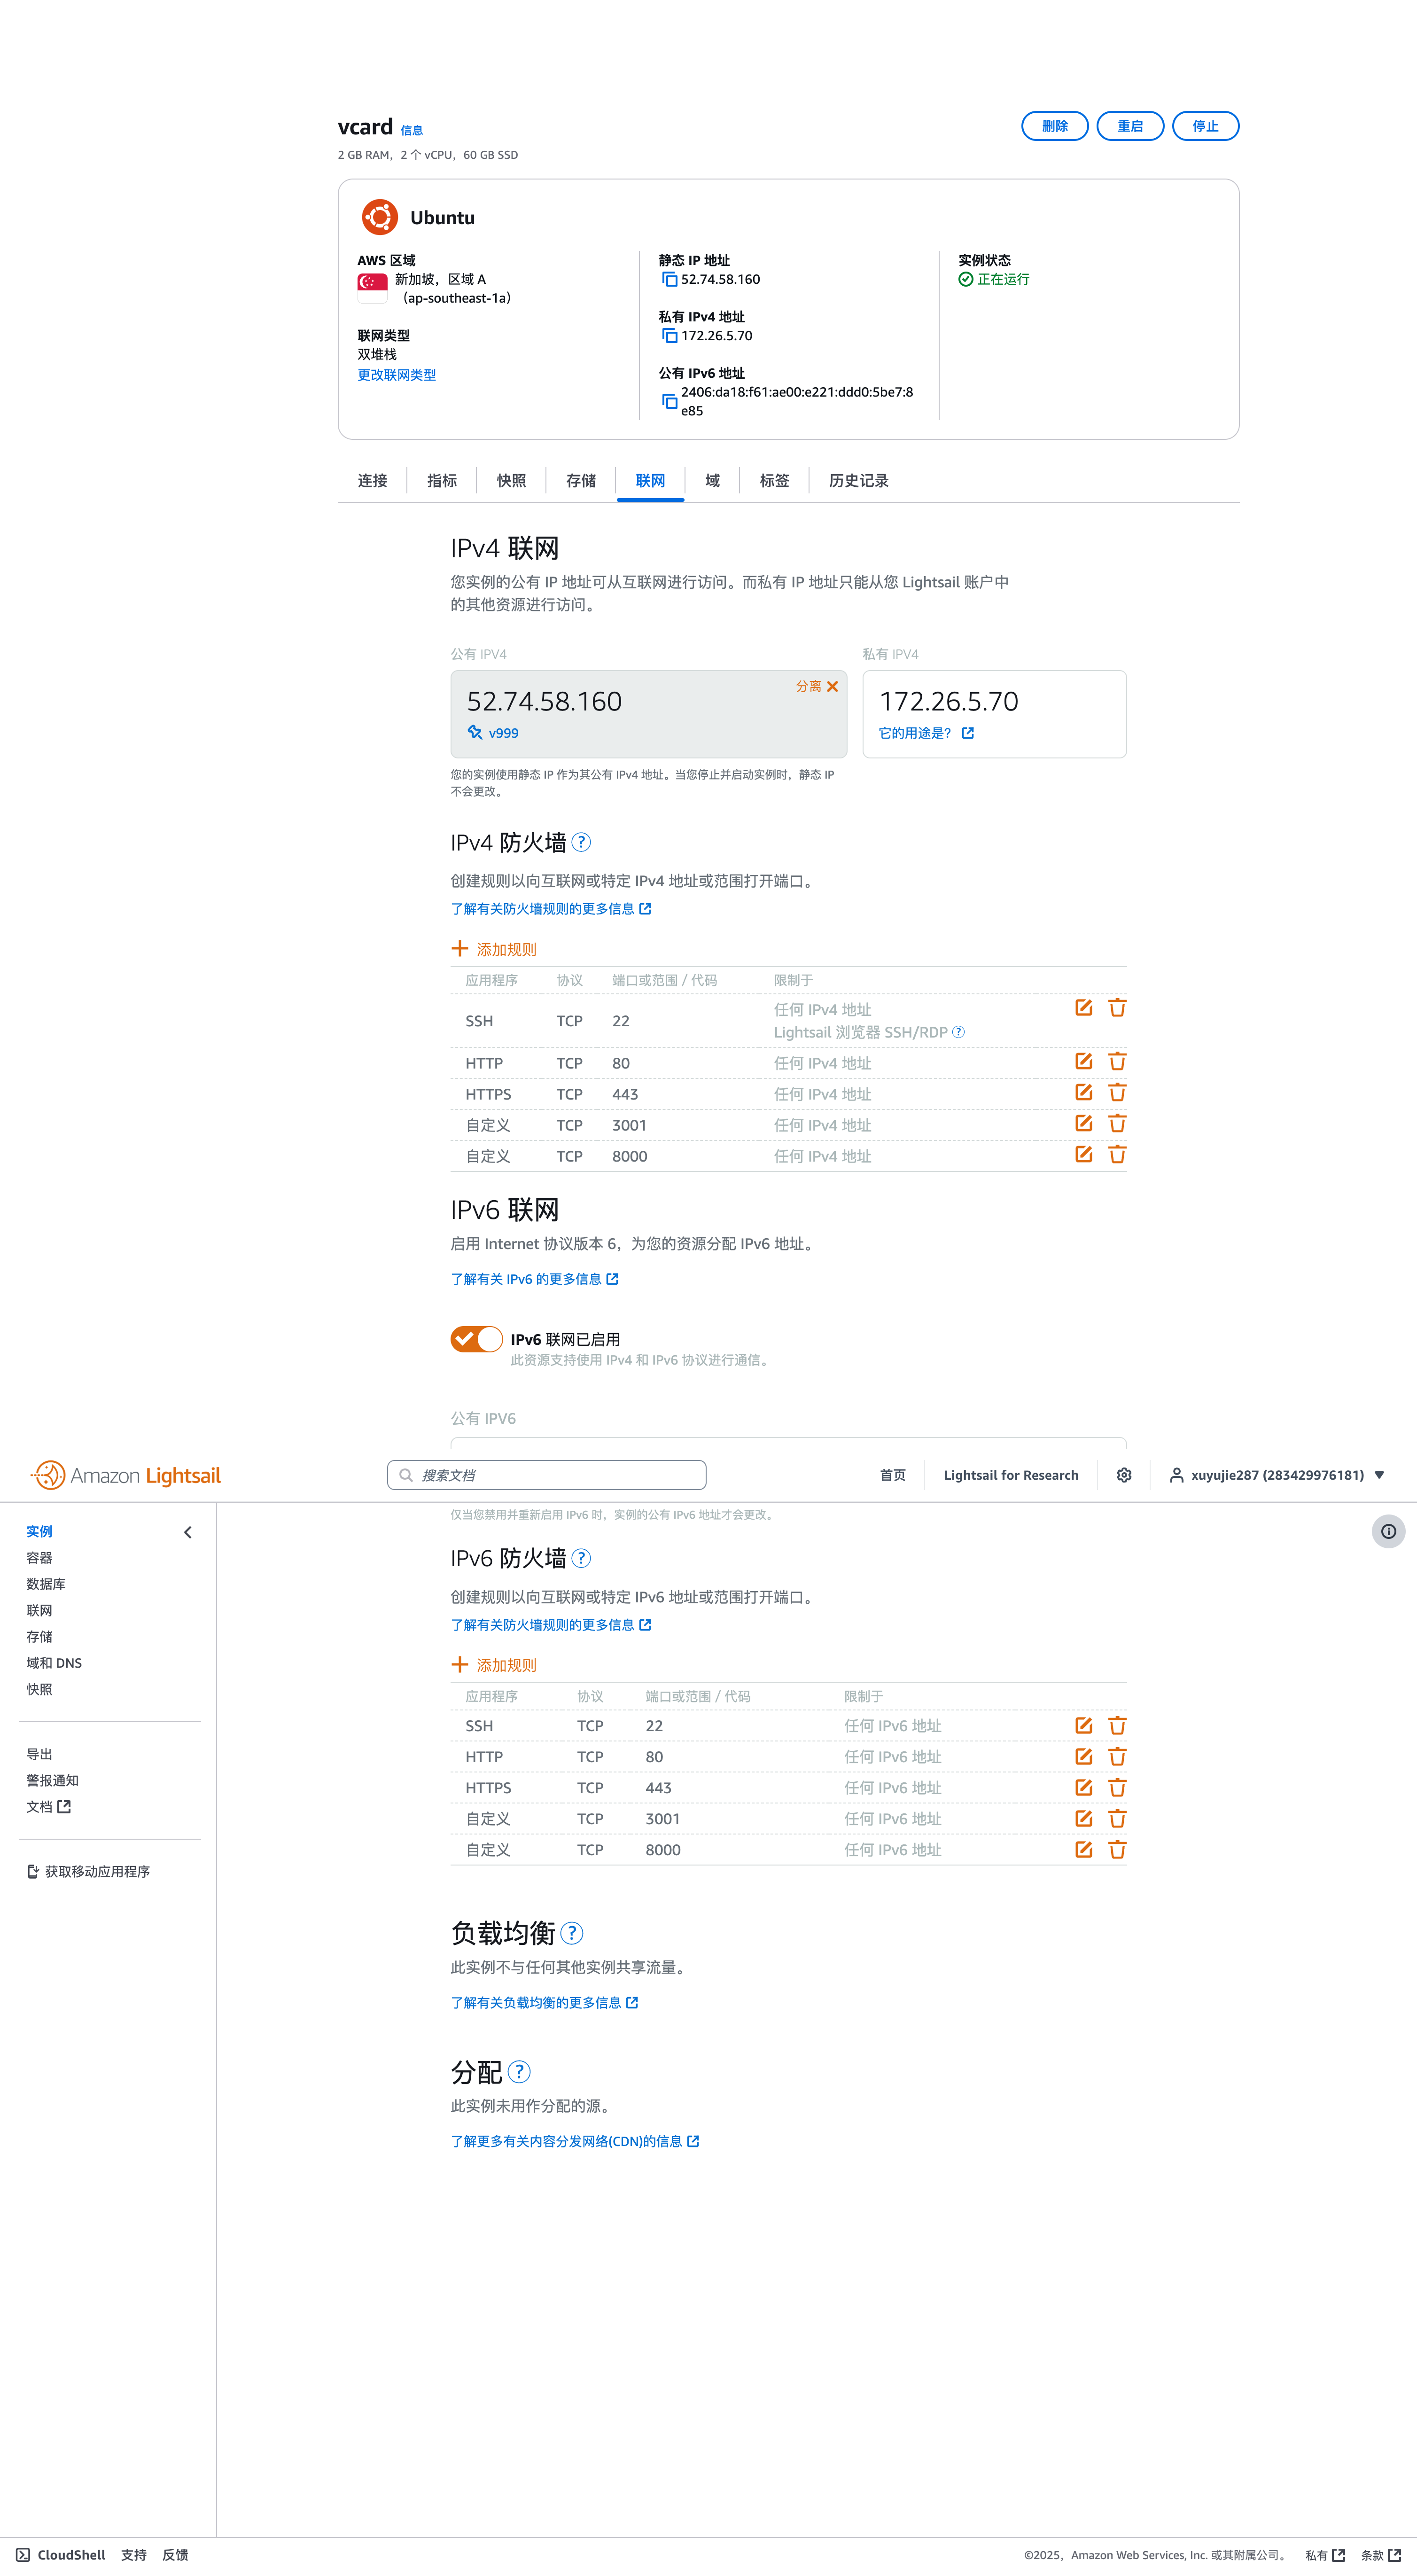 vcard 信息
删除 重启 停止
2 GB RAM，2 个 vCPU，60 GB SSD
Ubuntu
AWS 区域
新加坡，区域 A
（ap-southeast-1a）
联网类型
双堆栈
更改联网类型
静态 IP 地址
52.74.58.160
私有 IPv4 地址
172.26.5.70
公有 IPv6 地址
2406:da18:f61:ae00:e221:ddd0:5be7:8
e85
实例状态
正在运行
连接 指标 快照 存储 联网 域 标签 历史记录
IPv4 联网
您实例的公有 IP 地址可从互联网进行访问。而私有 IP 地址只能从您 Lightsail 账户中
的其他资源进行访问。
公有 IPV4
分离
52.74.58.160
v999
私有 IPV4
172.26.5.70
它的用途是？
您的实例使用静态 IP 作为其公有 IPv4 地址。当您停止并启动实例时，静态 IP
不会更改。
IPv4 防火墙 ?
创建规则以向互联网或特定 IPv4 地址或范围打开端口。
了解有关防火墙规则的更多信息
添加规则
应用程序 协议 端口或范围 / 代码 限制于
SSH TCP 22 任何 IPv4 地址
Lightsail 浏览器 SSH/RDP ?
HTTP TCP 80 任何 IPv4 地址
HTTPS TCP 443 任何 IPv4 地址
自定义 TCP 3001 任何 IPv4 地址
自定义 TCP 8000 任何 IPv4 地址
IPv6 联网
启用 Internet 协议版本 6，为您的资源分配 IPv6 地址。
了解有关 IPv6 的更多信息
IPv6 联网已启用
此资源支持使用 IPv4 和 IPv6 协议进行通信。
公有 IPV6
Amazon Lightsail
搜索文档
首页 Lightsail for Research xuyujie287 (283429976181)
实例
容器
数据库
联网
存储
域和 DNS
快照
导出
警报通知
文档
获取移动应用程序
仅当您禁用并重新启用 IPv6 时，实例的公有 IPv6 地址才会更改。
IPv6 防火墙 ?
创建规则以向互联网或特定 IPv6 地址或范围打开端口。
了解有关防火墙规则的更多信息
添加规则
应用程序 协议 端口或范围 / 代码 限制于
SSH TCP 22 任何 IPv6 地址
HTTP TCP 80 任何 IPv6 地址
HTTPS TCP 443 任何 IPv6 地址
自定义 TCP 3001 任何 IPv6 地址
自定义 TCP 8000 任何 IPv6 地址
负载均衡 ?
此实例不与任何其他实例共享流量。
了解有关负载均衡的更多信息
分配 ?
此实例未用作分配的源。
了解更多有关内容分发网络(CDN)的信息
CloudShell 支持 反馈
©2025，Amazon Web Services, Inc. 或其附属公司。 私有 条款